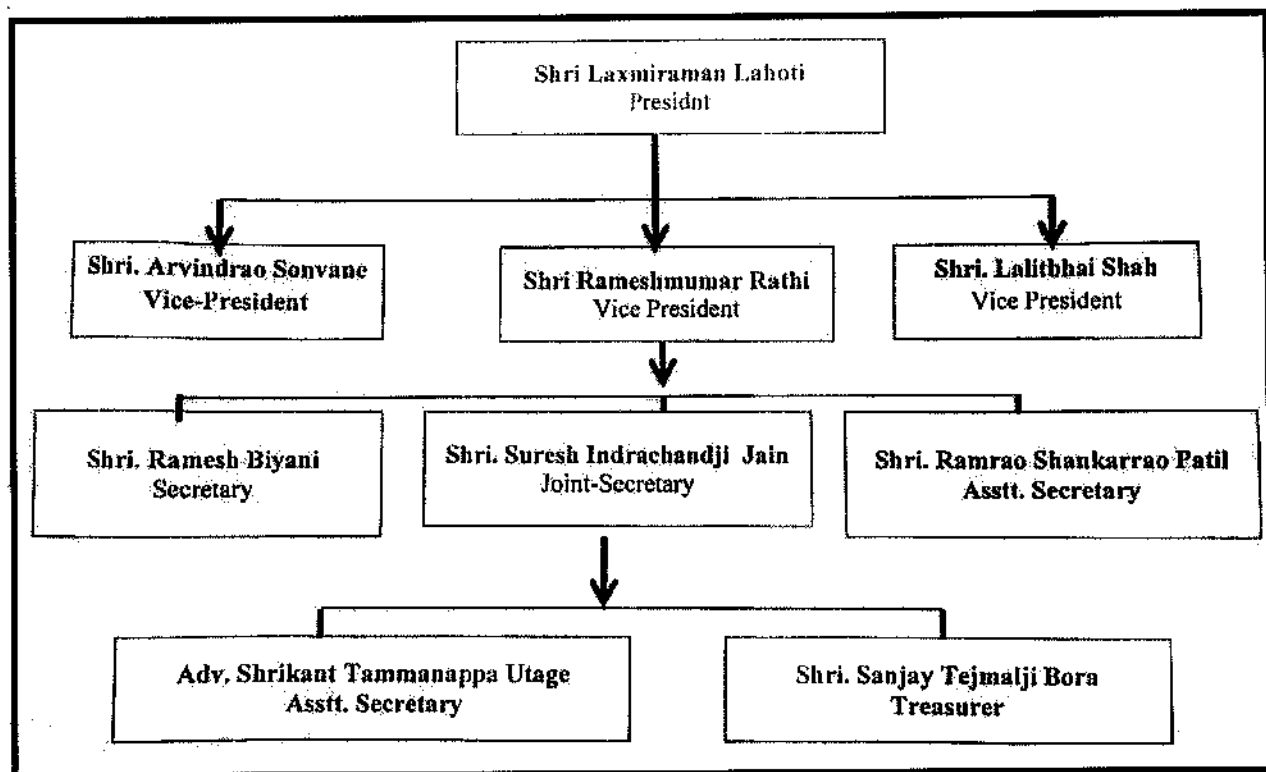 Shri Laxmiraman Lahoti
Presidnt
Shri. Arvindrao Sonvane
Vice-President
Shri Rameshmumar Rathi
Vice President
Shri. Lalitbhai Shah
Vice President
Shri. Ramesh Biyani
Secretary
Shri. Suresh Indrachandji Jain
Joint-Secretary
Shri. Ramrao Shankarrao Patil
Asstt. Secretary
Adv. Shrikant Tammanappa Utage
Asstt. Secretary
Shri. Sanjay Tejmalji Bora
Treasurer